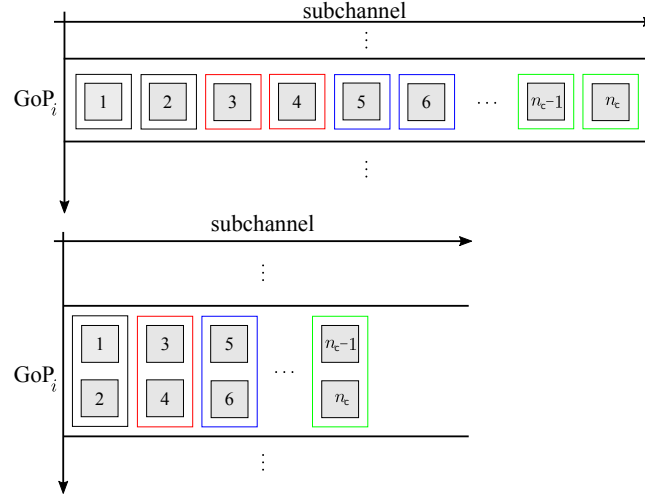 subchannel
⋮
GoP_i 1 2 3 4 5 6 ⋯ n_c−1 n_c
⋮
subchannel
⋮
1 3 5 n_c−1
GoP_i ⋯
2 4 6 n_c
⋮